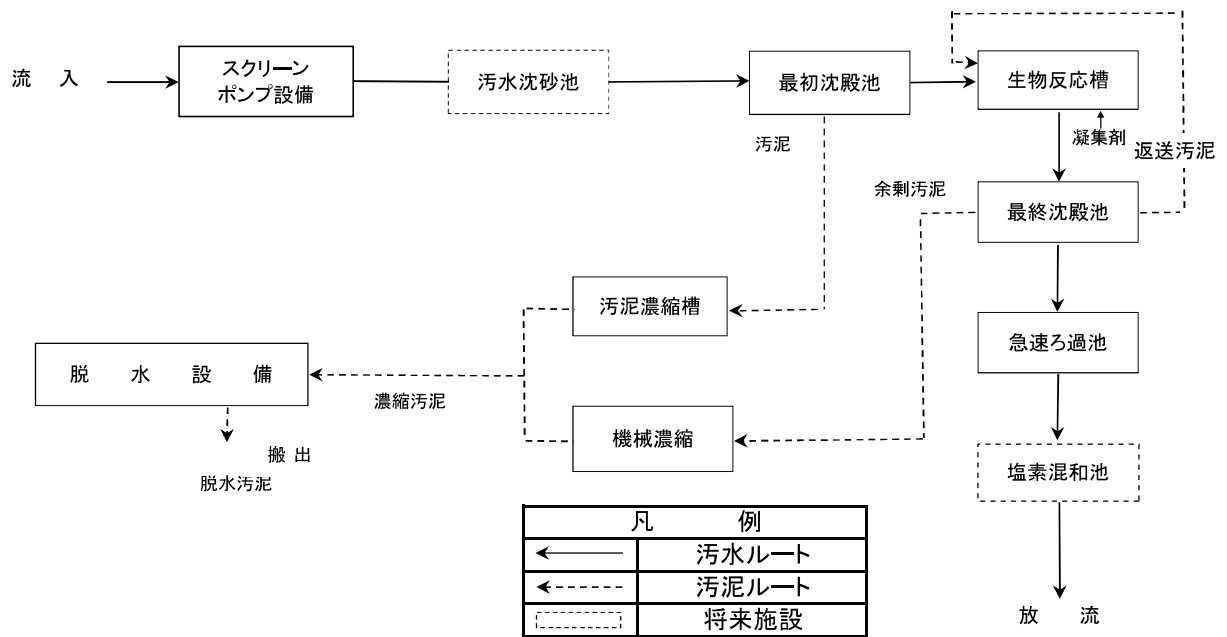 流 入
スクリーン
ポンプ設備
汚水沈砂池
最初沈殿池
生物反応槽
凝集剤
返送汚泥
汚泥
余剰汚泥
最終沈殿池
汚泥濃縮槽
急速ろ過池
脱 水 設 備
濃縮汚泥
機械濃縮
搬 出
脱水汚泥
塩素混和池
凡 例
汚水ルート
汚泥ルート
将来施設
放 流